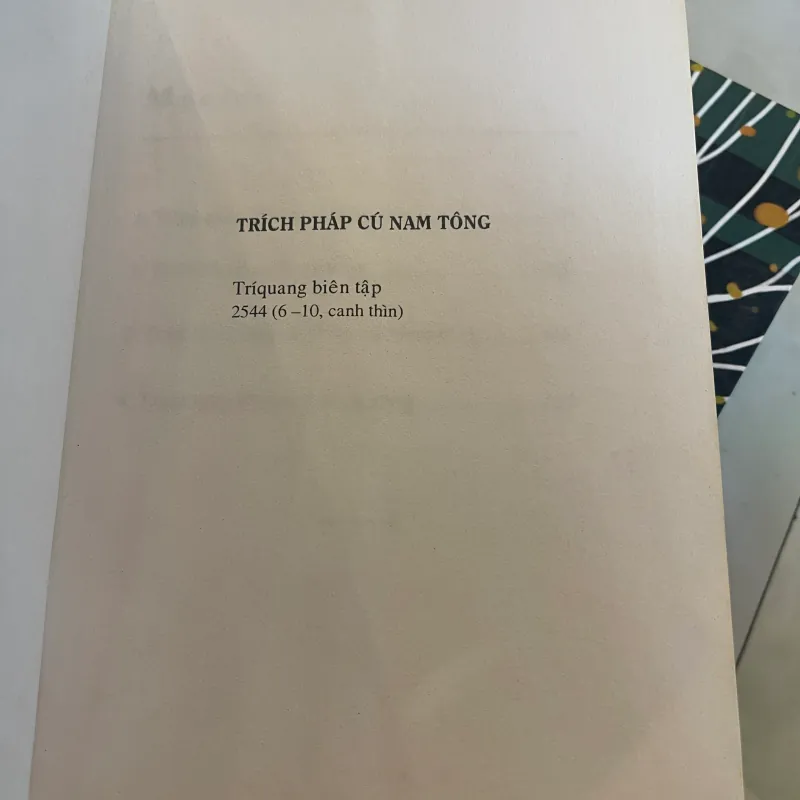 TRÍCH PHÁP CÚ NAM TÔNG
Tríquang biên tập
2544 (6 –10, canh thìn)